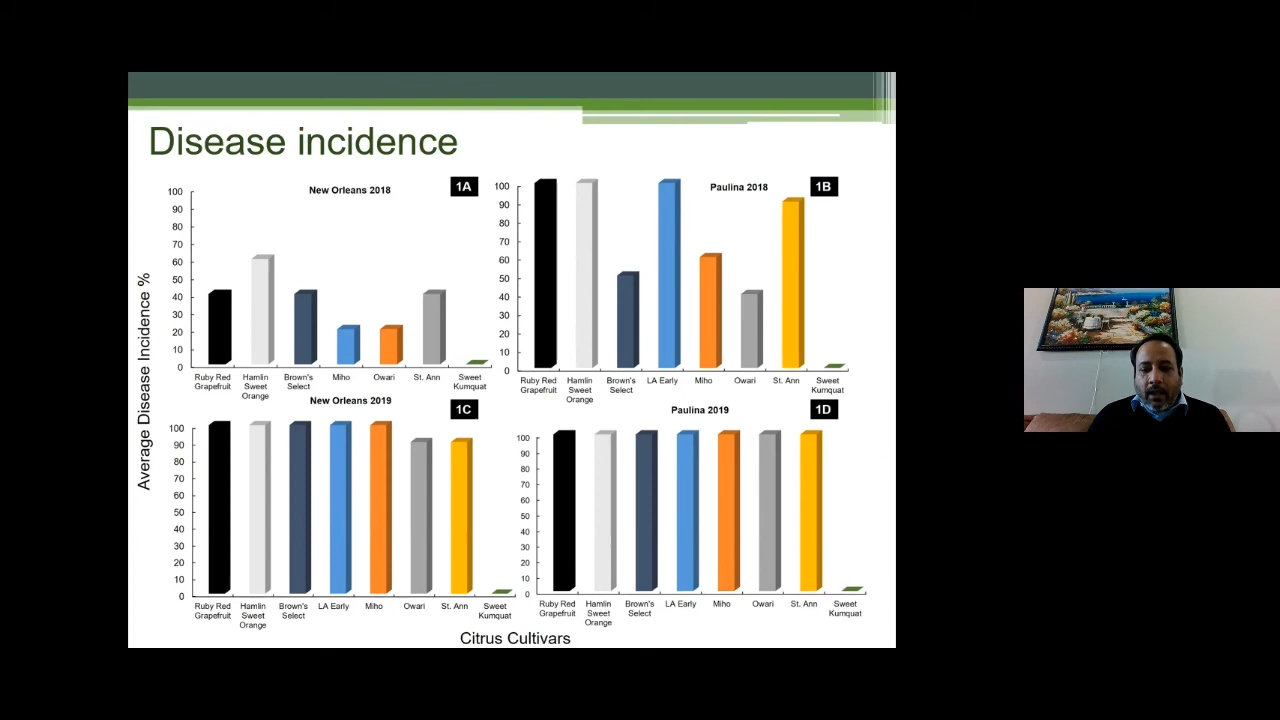 Disease incidence
New Orleans 2018
1A
100
90
80
70
60
50
40
30
20
10
0
Ruby Red
Grapefruit
Hamlin
Sweet
Orange
Brown's
Select
Miho
Owari
St. Ann
Sweet
Kumquat
Paulina 2018
1B
100
90
80
70
60
50
40
30
20
10
0
Ruby Red
Grapefruit
Hamlin
Sweet
Orange
Brown's
Select
LA Early
Miho
Owari
St. Ann
Sweet
Kumquat
Average Disease Incidence %
New Orleans 2019
1C
100
90
80
70
60
50
40
30
20
10
0
Ruby Red
Grapefruit
Hamlin
Sweet
Orange
Brown's
Select
LA Early
Miho
Owari
St. Ann
Sweet
Kumquat
Paulina 2019
1D
100
90
80
70
60
50
40
30
20
10
0
Ruby Red
Grapefruit
Hamlin
Sweet
Orange
Brown's
Select
LA Early
Miho
Owari
St. Ann
Sweet
Kumquat
Citrus Cultivars